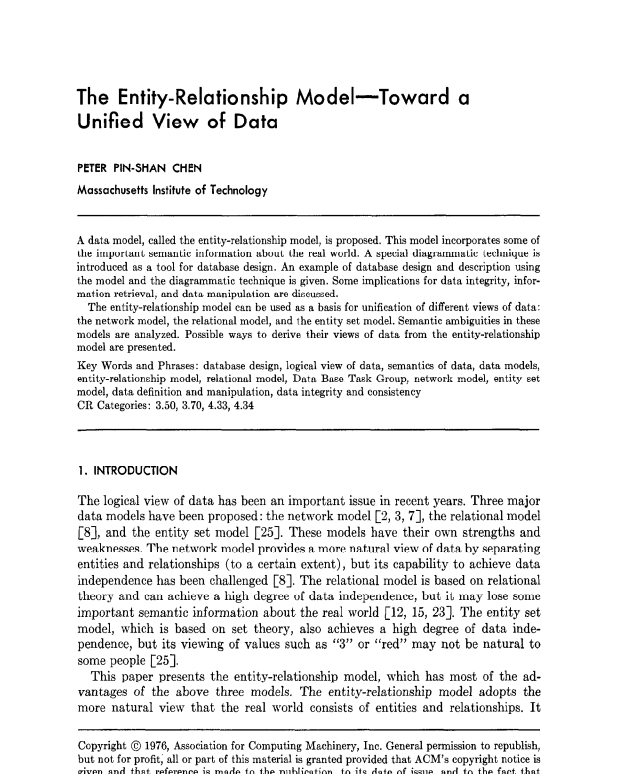 The Entity-Relationship Model—Toward a
Unified View of Data
PETER PIN-SHAN CHEN
Massachusetts Institute of Technology
A data model, called the entity-relationship model, is proposed. This model incorporates some of
the important semantic information about the real world. A special diagrammatic technique is
introduced as a tool for database design. An example of database design and description using
the model and the diagrammatic technique is given. Some implications for data integrity, infor-
mation retrieval, and data manipulation are discussed.
The entity-relationship model can be used as a basis for unification of different views of data:
the network model, the relational model, and the entity set model. Semantic ambiguities in these
models are analyzed. Possible ways to derive their views of data from the entity-relationship
model are presented.
Key Words and Phrases: database design, logical view of data, semantics of data, data models,
entity-relationship model, relational model, Data Base Task Group, network model, entity set
model, data definition and manipulation, data integrity and consistency
CR Categories: 3.50, 3.70, 4.33, 4.34
1. INTRODUCTION
The logical view of data has been an important issue in recent years. Three major
data models have been proposed: the network model [2, 3, 7], the relational model
[8], and the entity set model [25]. These models have their own strengths and
weaknesses. The network model provides a more natural view of data by separating
entities and relationships (to a certain extent), but its capability to achieve data
independence has been challenged [8]. The relational model is based on relational
theory and can achieve a high degree of data independence, but it may lose some
important semantic information about the real world [12, 15, 23]. The entity set
model, which is based on set theory, also achieves a high degree of data inde-
pendence, but its viewing of values such as “3” or “red” may not be natural to
some people [25].
This paper presents the entity-relationship model, which has most of the ad-
vantages of the above three models. The entity-relationship model adopts the
more natural view that the real world consists of entities and relationships. It
Copyright © 1976, Association for Computing Machinery, Inc. General permission to republish,
but not for profit, all or part of this material is granted provided that ACM’s copyright notice is
given and that reference is made to the publication, to its date of issue, and to the fact that